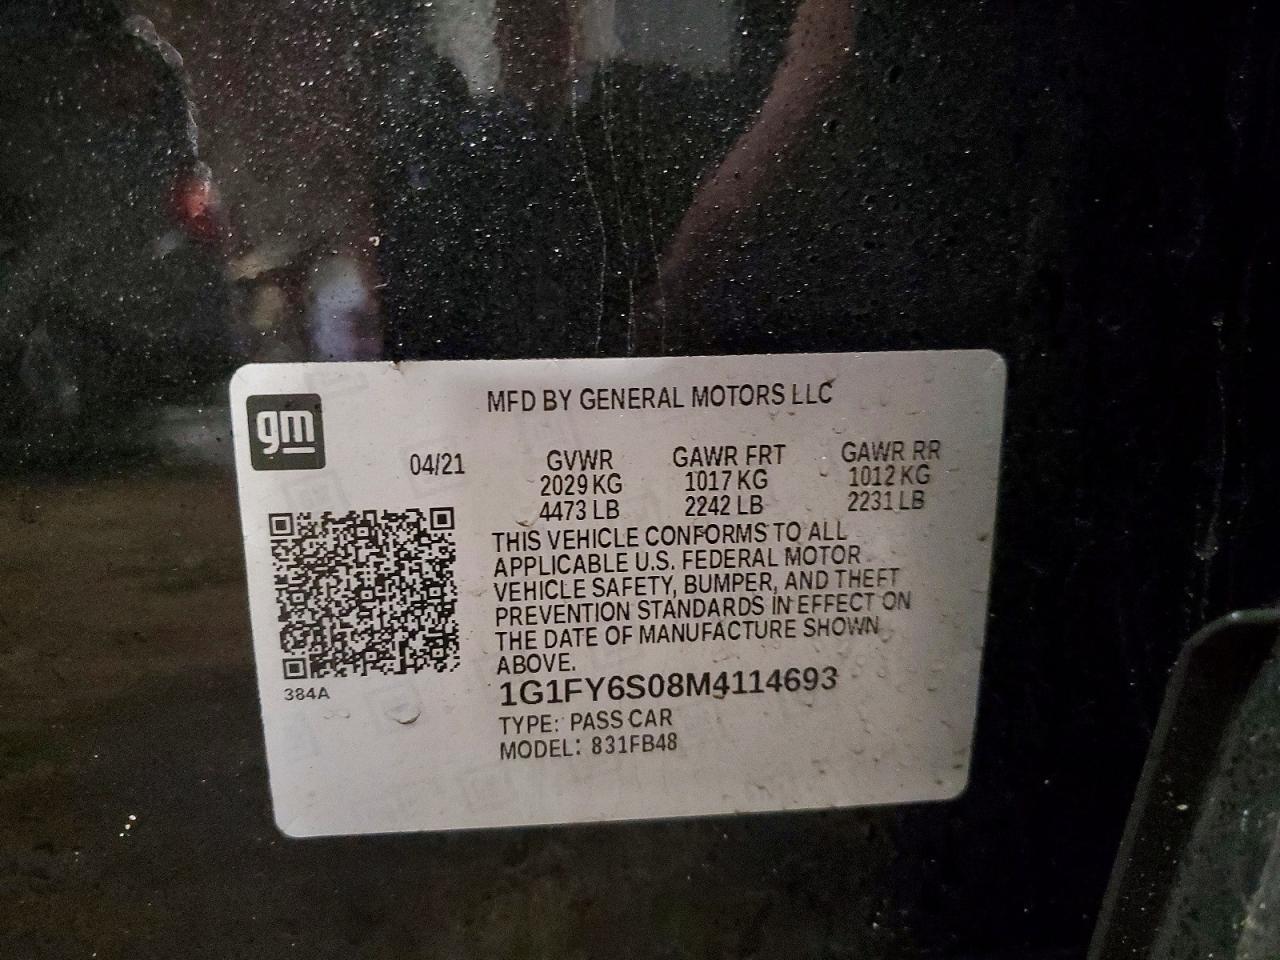 gm
MFD BY GENERAL MOTORS LLC
04/21 GVWR GAWR FRT GAWR RR
2029 KG 1017 KG 1012 KG
4473 LB 2242 LB 2231 LB
THIS VEHICLE CONFORMS TO ALL
APPLICABLE U.S. FEDERAL MOTOR
VEHICLE SAFETY, BUMPER, AND THEFT
PREVENTION STANDARDS IN EFFECT ON
THE DATE OF MANUFACTURE SHOWN
ABOVE.
384A
1G1FY6S08M4114693
TYPE: PASS CAR
MODEL: 831FB48